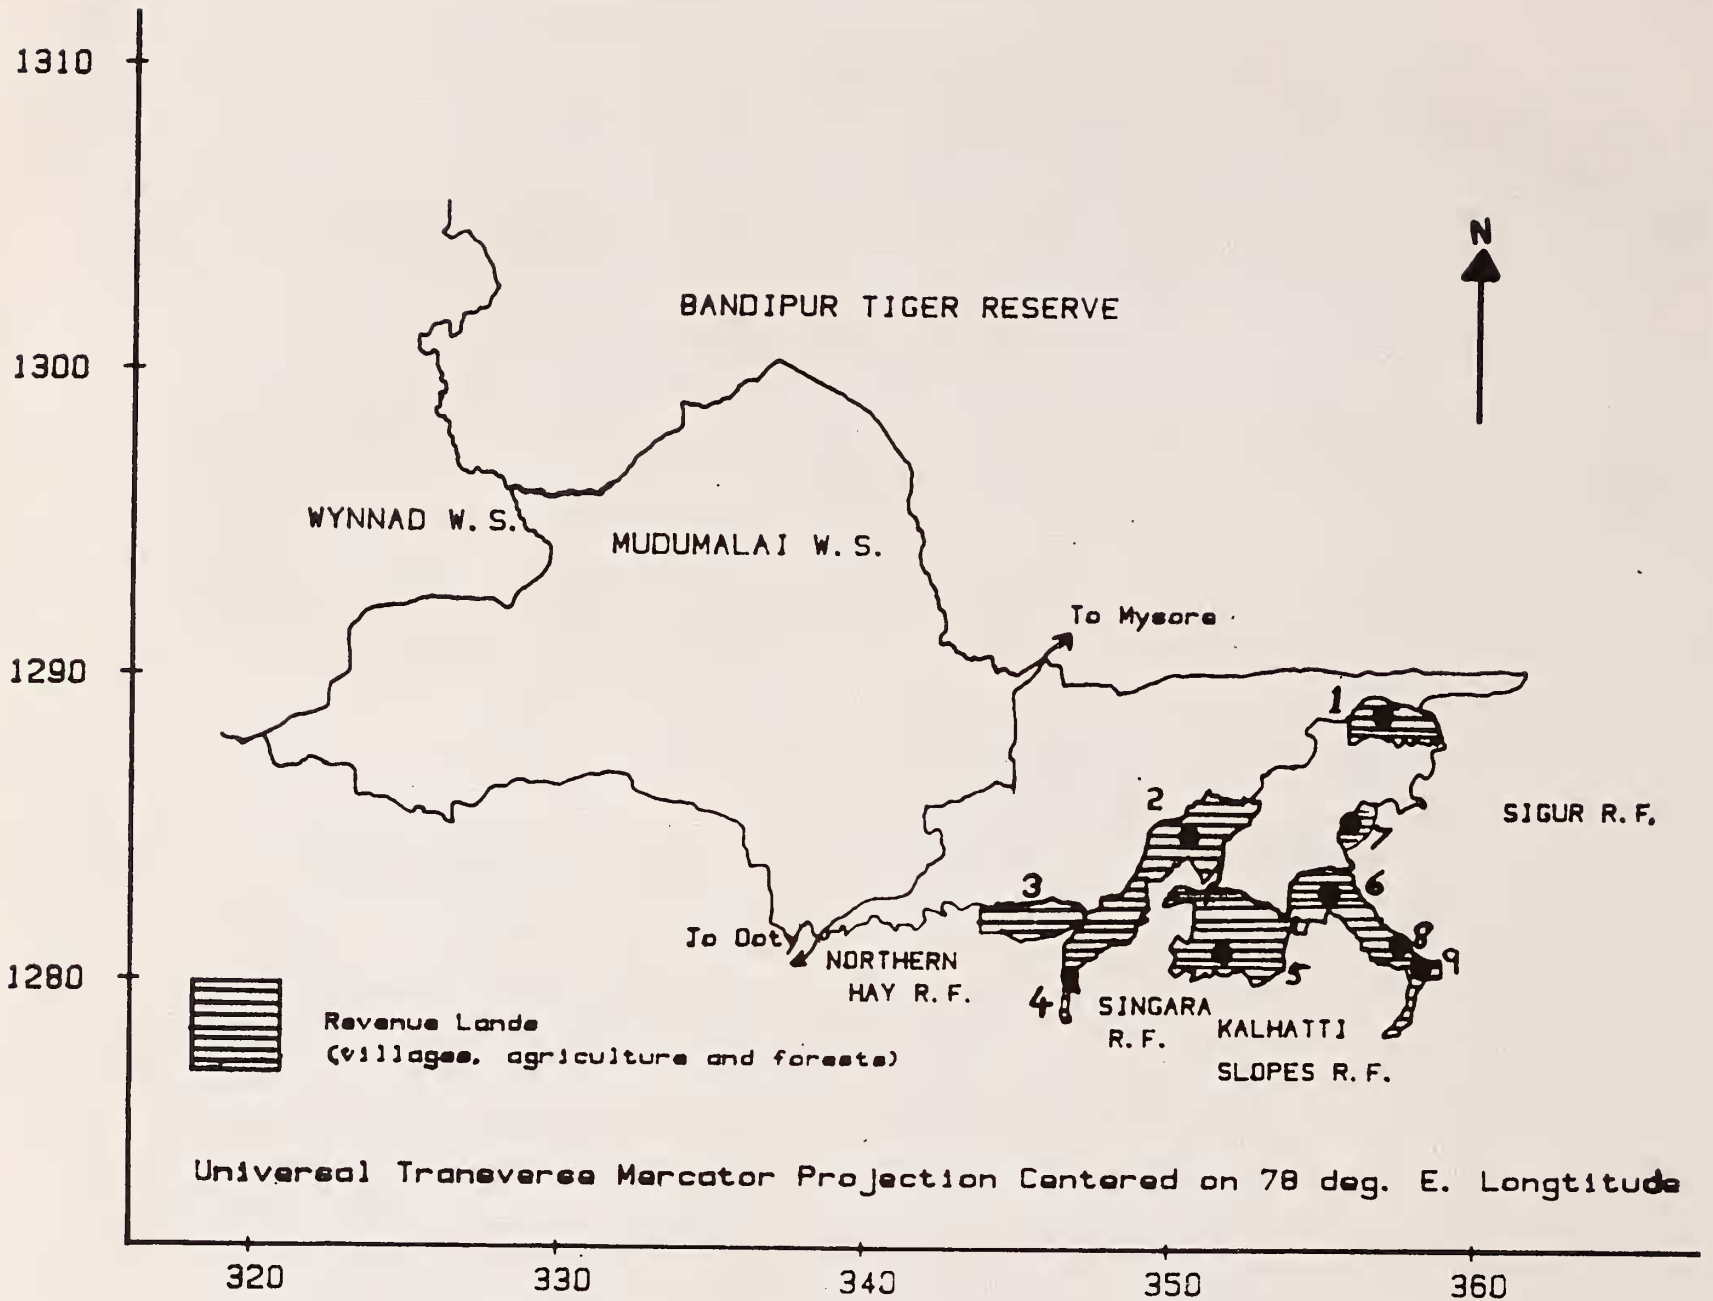 1310
N
BANDIPUR TIGER RESERVE
1300
WYNNAD W. S.
MUDUMALAI W. S.
To Mysore
1290
1
2
SIGUR R. F.
7
3
6
To Oot
8
9
NORTHERN
HAY R. F.
1280
5
4
SINGARA
R. F.
KALHATTI
SLOPES R. F.
Revenue Lands
(villages, agriculture and forests)
Universal Transverse Mercator Projection Centered on 78 deg. E. Longtitude
320
330
340
350
360